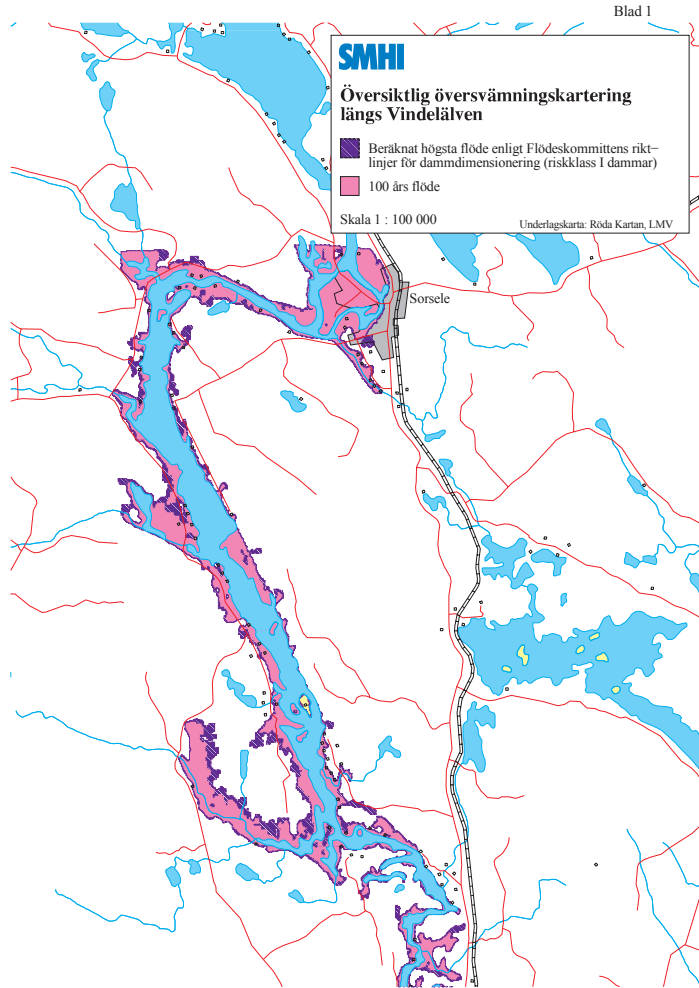 Blad 1
SMHI
Översiktlig översvämningskartering
längs Vindelälven
Beräknat högsta flöde enligt Flödeskommittens rikt–
linjer för dammdimensionering (riskklass I dammar)
100 års flöde
Skala 1 : 100 000
Underlagskarta: Röda Kartan, LMV
Sorsele